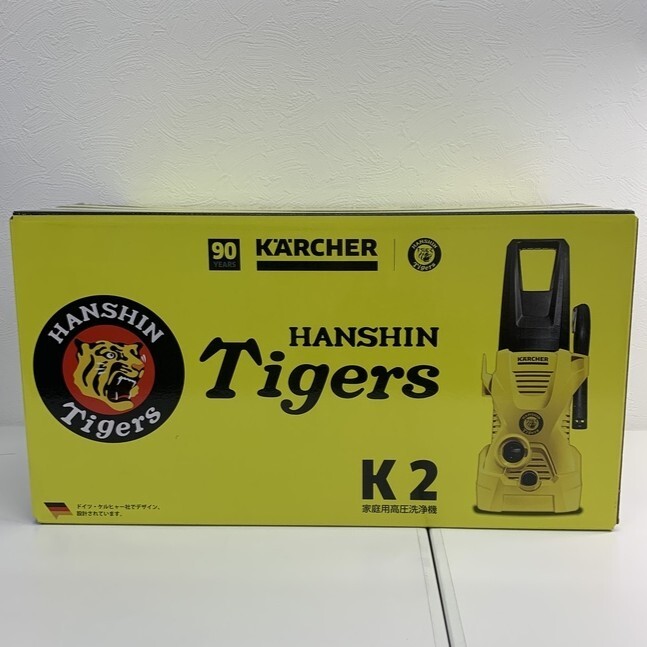 90
YEARS
KÄRCHER
HANSHIN
Tigers
HANSHIN
Tigers
HANSHIN
Tigers
KÄRCHER
K 2
家庭用高圧洗浄機
ドイツ・ケルヒャー社でデザイン、
設計されています。